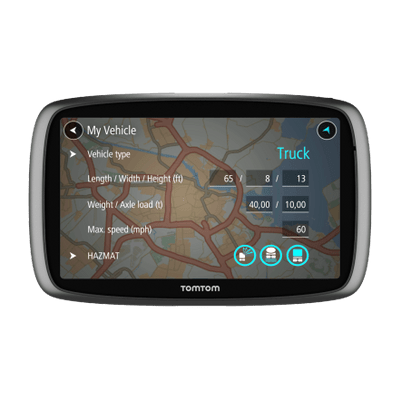 My Vehicle
Vehicle type Truck
Length / Width / Height (ft) 65 / 8 / 13
Weight / Axle load (t) 40,00 / 10,00
Max. speed (mph) 60
HAZMAT
TOMTOM